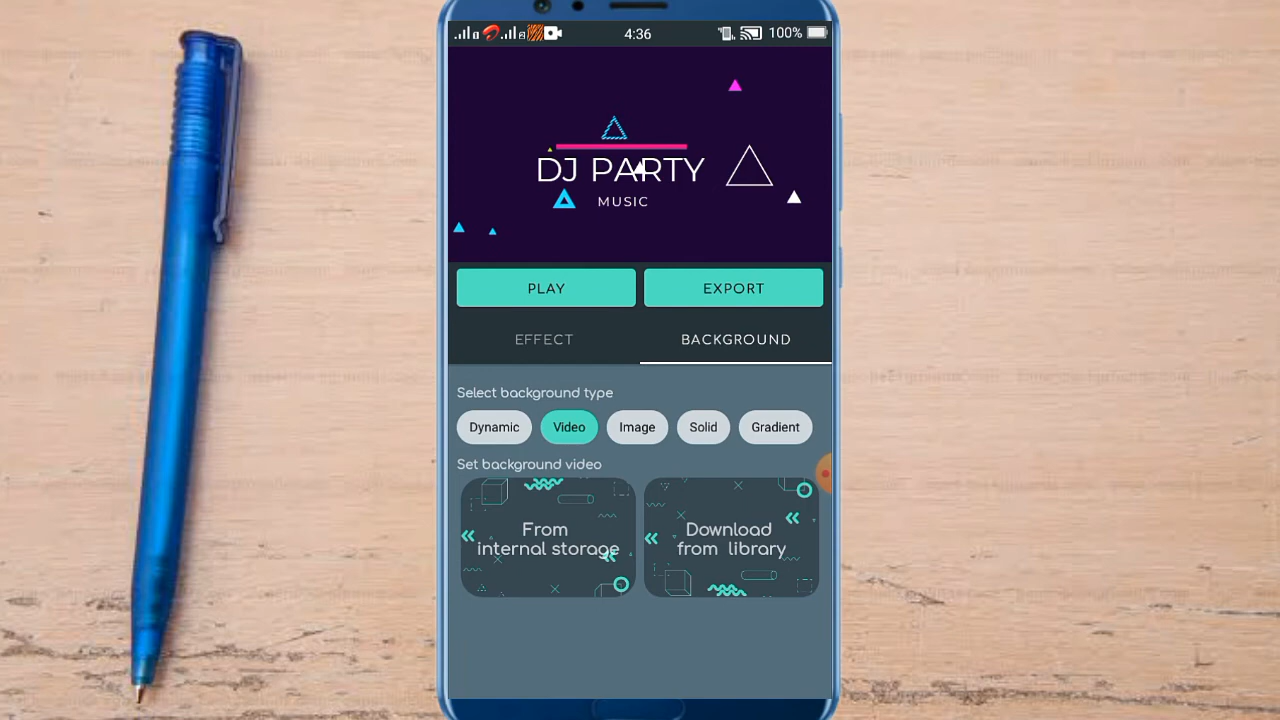 4:36 100%
DJ PARTY
MUSIC
PLAY EXPORT
EFFECT BACKGROUND
Select background type
Dynamic Video Image Solid Gradient
Set background video
From
internal storage
Download
from library